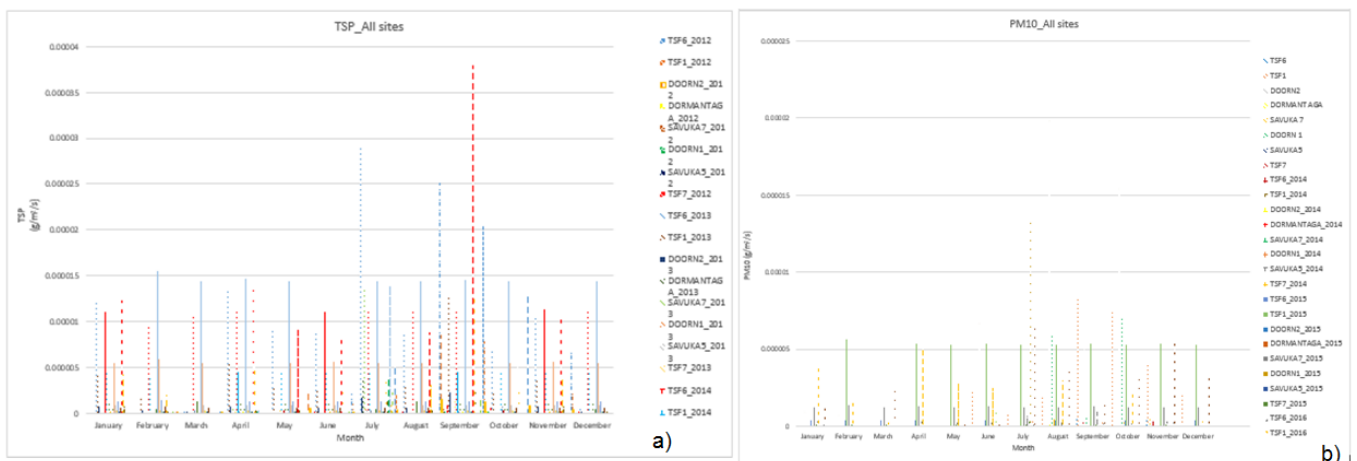 TSP_All sites
0.00004
0.000035
0.00003
0.000025
0.00002
0.000015
0.00001
0.000005
0
TSP
(g/m²/s)
January
February
March
April
May
June
July
August
September
October
November
December
Month
TSF6_2012
TSF1_2012
DOORN2_201
2
DORMANTAG
A_2012
SAVUKA7_201
2
DOORN1_201
2
SAVUKA5_201
2
TSF7_2012
TSF6_2013
TSF1_2013
DOORN2_201
3
DORMANTAG
A_2013
SAVUKA7_201
3
DOORN1_201
3
SAVUKA5_201
3
TSF7_2013
TSF6_2014
TSF1_2014
a)
PM10_All sites
0.000025
0.00002
0.000015
0.00001
0.000005
0
PM10 (g/m²/s)
January
February
March
April
May
June
July
August
September
October
November
December
Month
TSF6
TSF1
DOORN2
DORMANTAGA
SAVUKA 7
DOORN 1
SAVUKA5
TSF7
TSF6_2014
TSF1_2014
DOORN2_2014
DORMANTAGA_2014
SAVUKA7_2014
DOORN1_2014
SAVUKA5_2014
TSF7_2014
TSF6_2015
TSF1_2015
DOORN2_2015
DORMANTAGA_2015
SAVUKA7_2015
DOORN1_2015
SAVUKA5_2015
TSF7_2015
TSF6_2016
TSF1_2016
b)